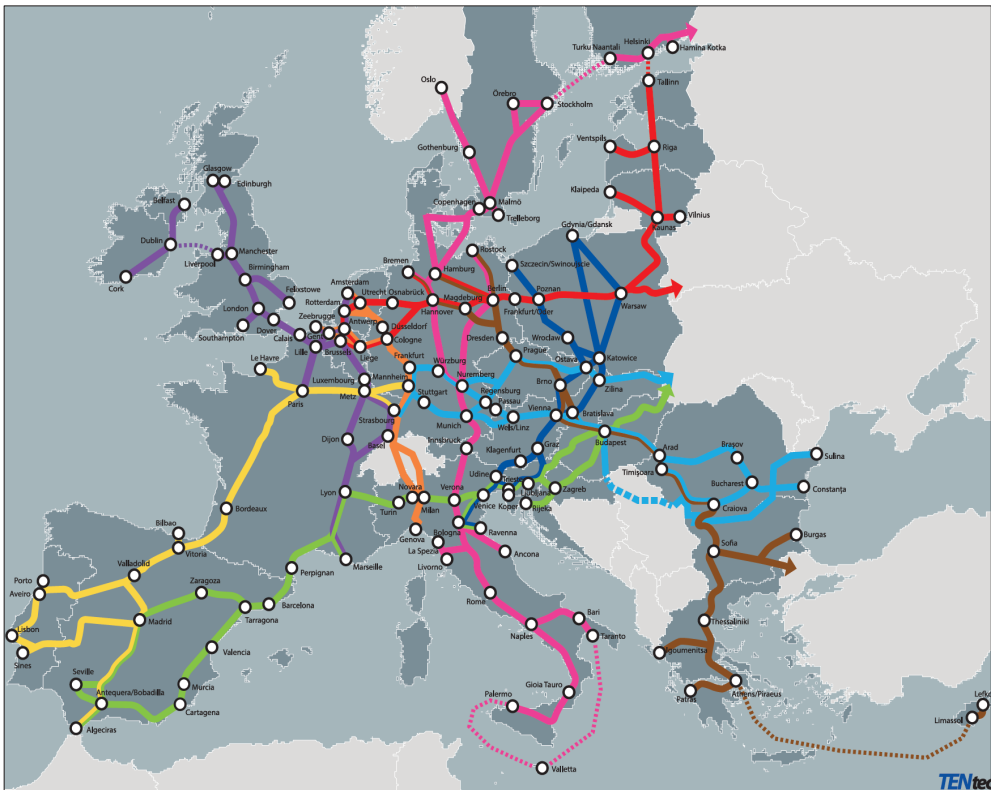 Helsinki
Turku Naantali
Hamina Kotka
Oslo
Tallinn
Örebro
Stockholm
Ventspils
Riga
Gothenburg
Glasgow
Edinburgh
Klaipeda
Belfast
Copenhagen
Malmö
Trelleborg
Vilnius
Kaunas
Gdynia/Gdansk
Dublin
Manchester
Liverpool
Rostock
Szczecin/Swinoujscie
Bremen
Hamburg
Birmingham
Cork
Amsterdam
Berlin
Poznan
Felixstowe
Utrecht
Osnabrück
Magdeburg
Warsaw
Rotterdam
Hannover
Frankfurt/Oder
London
Zeebrugge
Antwerp
Düsseldorf
Southampton
Dover
Calais
Gent
Cologne
Dresden
Wrocław
Lille
Brussels
Liege
Prague
Ostava
Katowice
Le Havre
Frankfurt
Würzburg
Luxembourg
Mannheim
Nuremberg
Brno
Zilina
Paris
Metz
Stuttgart
Regensburg
Passau
Strasbourg
Munich
Wels/Linz
Vienna
Bratislava
Dijon
Basel
Innsbruck
Klagenfurt
Graz
Budapest
Arad
Braşov
Sulina
Udine
Timişoara
Lyon
Novara
Verona
Trieste
Ljubljana
Zagreb
Bucharest
Constanţa
Turin
Milan
Venice
Koper
Rijeka
Craiova
Bordeaux
Bilbao
Genova
Bologna
Ravenna
Vitoria
La Spezia
Ancona
Sofia
Burgas
Marseille
Livorno
Valladolid
Perpignan
Porto
Aveiro
Zaragoza
Roma
Barcelona
Tarragona
Madrid
Bari
Naples
Thessaloniki
Lisbon
Taranto
Sines
Valencia
Igoumenitsa
Seville
Murcia
Gioia Tauro
Athens/Piraeus
Antequera/Bobadilla
Palermo
Patras
Lefko
Cartagena
Limassol
Algeciras
Valletta
TENtec